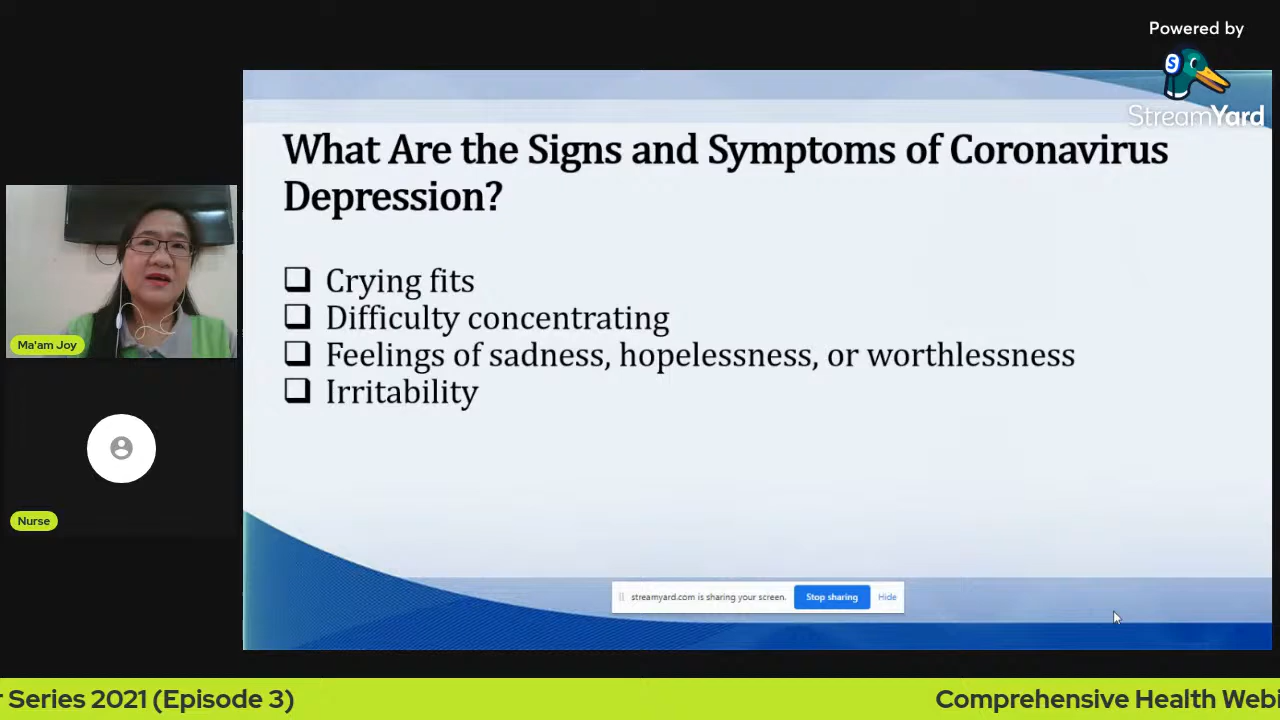 Powered by
StreamYard
What Are the Signs and Symptoms of Coronavirus
Depression?
❑ Crying fits
❑ Difficulty concentrating
❑ Feelings of sadness, hopelessness, or worthlessness
❑ Irritability
Ma'am Joy
Nurse
streamyard.com is sharing your screen. Stop sharing Hide
r Series 2021 (Episode 3) Comprehensive Health Webi